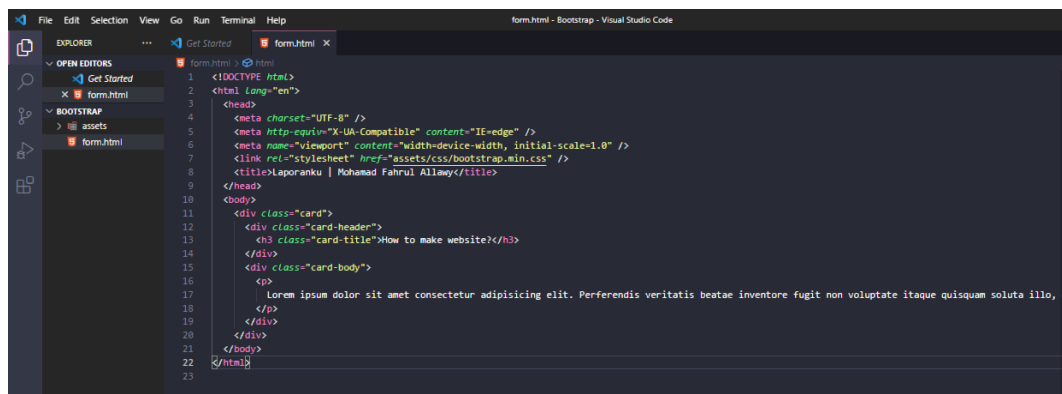 File Edit Selection View Go Run Terminal Help form.html - Bootstrap - Visual Studio Code
EXPLORER ... Get Started form.html
OPEN EDITORS form.html > html
Get Started
form.html
BOOTSTRAP
assets
form.html
1 <!DOCTYPE html>
2 <html lang="en">
3 <head>
4 <meta charset="UTF-8" />
5 <meta http-equiv="X-UA-Compatible" content="IE=edge" />
6 <meta name="viewport" content="width=device-width, initial-scale=1.0" />
7 <link rel="stylesheet" href="assets/css/bootstrap.min.css" />
8 <title>Laporanku | Mohamad Fahrul Allawy</title>
9 </head>
10 <body>
11 <div class="card">
12 <div class="card-header">
13 <h3 class="card-title">How to make website?</h3>
14 </div>
15 <div class="card-body">
16 <p>
17 Lorem ipsum dolor sit amet consectetur adipisicing elit. Perferendis veritatis beatae inventore fugit non voluptate itaque quisquam soluta illo,
18 </p>
19 </div>
20 </div>
21 </body>
22 </html>
23